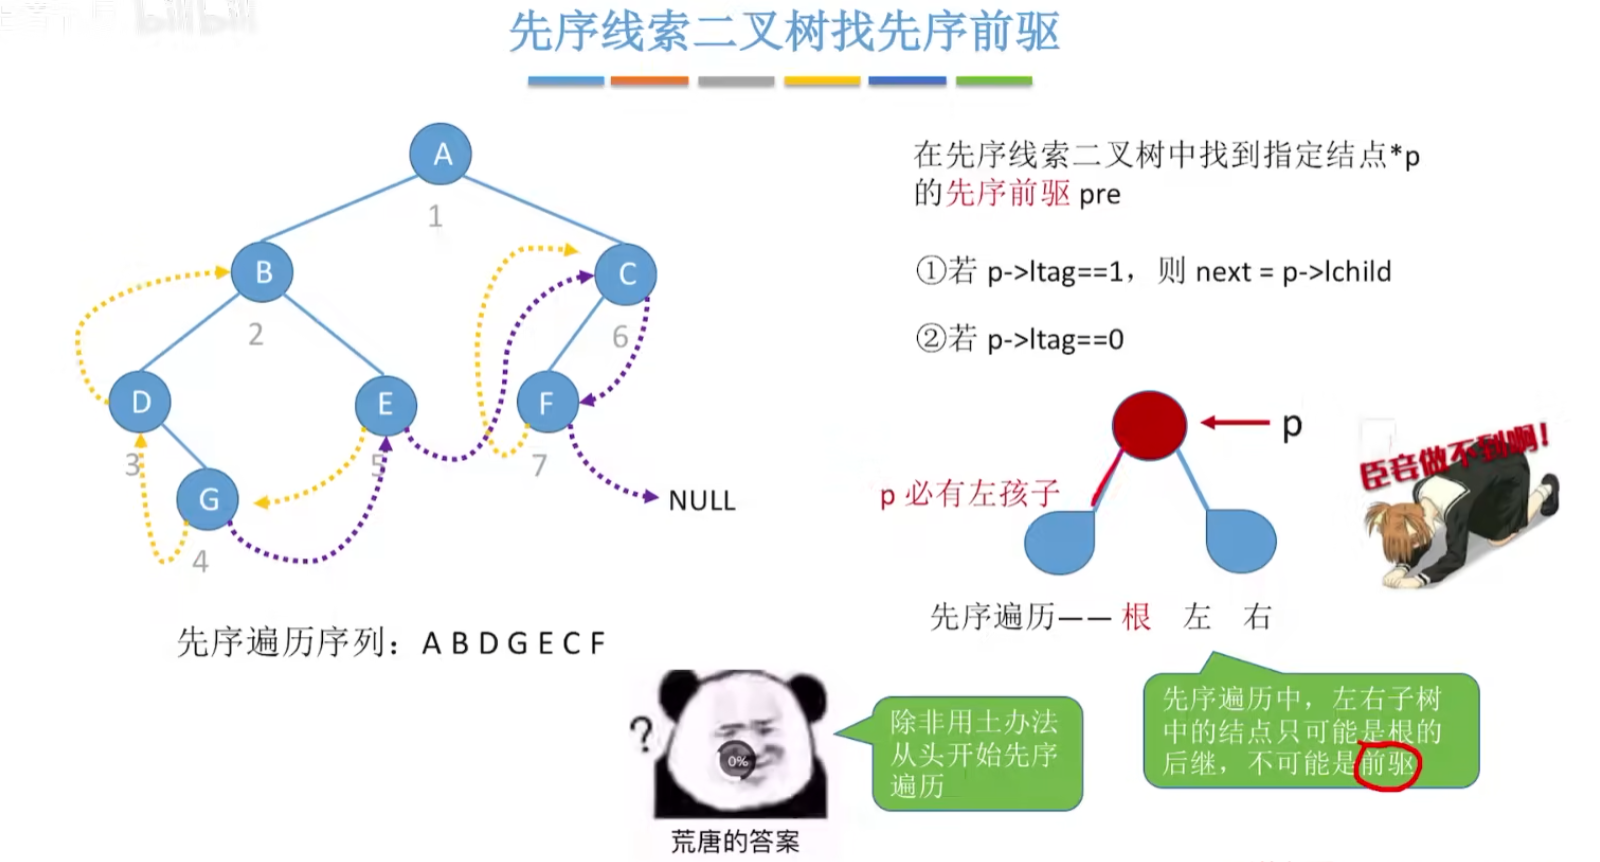 bilibili
先序线索二叉树找先序前驱
A
1
B
C
2
6
D
E
F
3
5
7
G
4
NULL
先序遍历序列：A B D G E C F
在先序线索二叉树中找到指定结点*p
的先序前驱 pre
①若 p->ltag==1，则 next = p->lchild
②若 p->ltag==0
p
p 必有左孩子
臣妾做不到啊！
先序遍历—— 根 左 右
先序遍历中，左右子树
中的结点只可能是根的
后继，不可能是前驱
除非用土办法
从头开始先序
遍历
?
0%
荒唐的答案